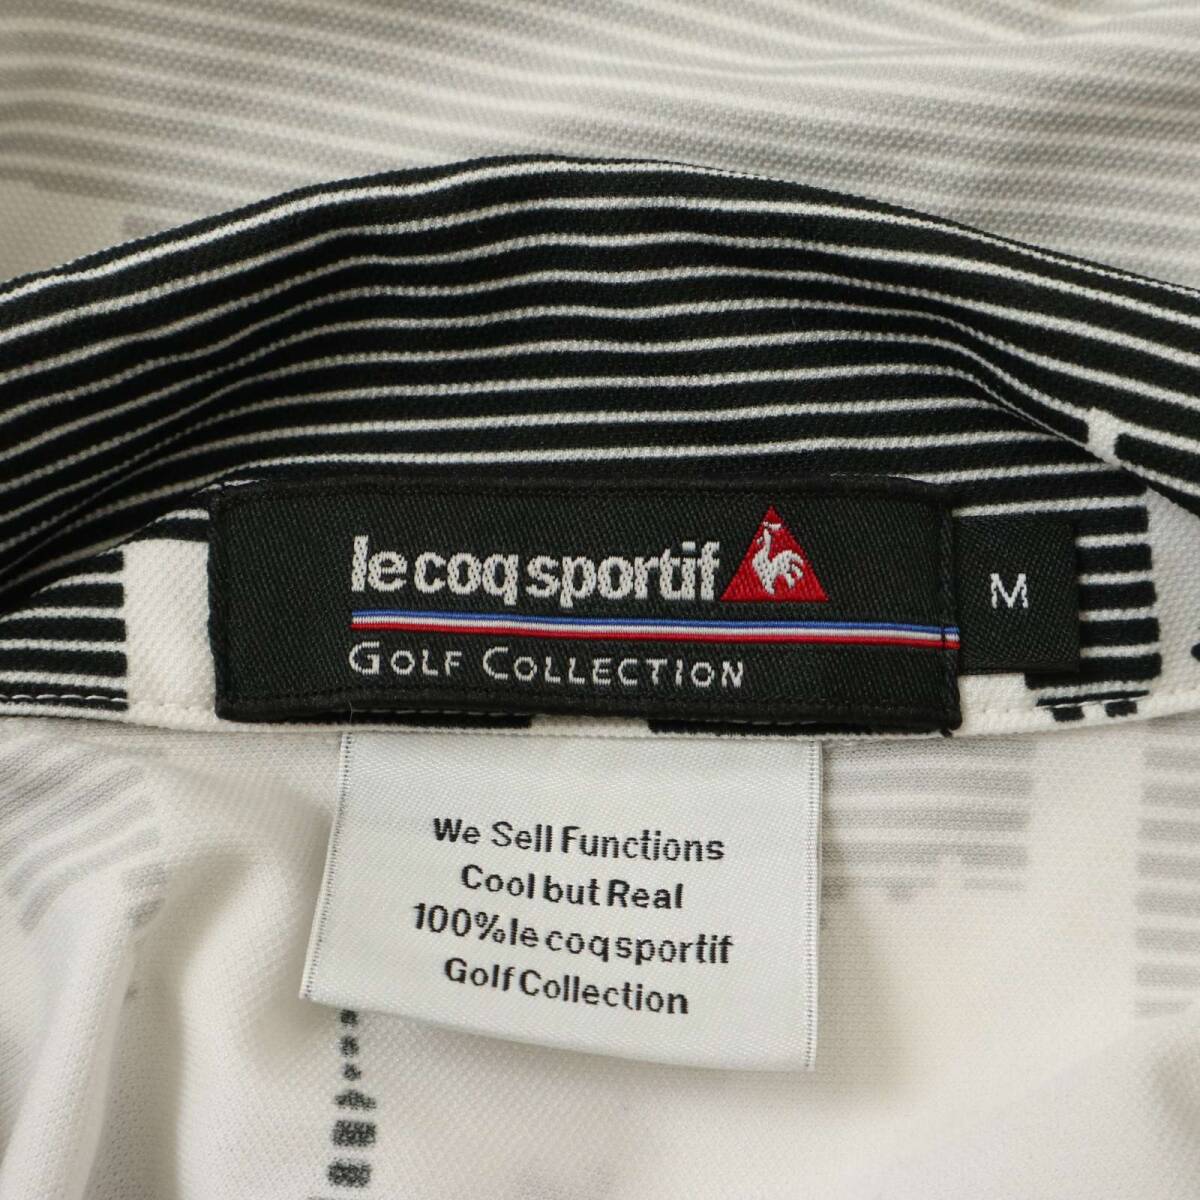 le coq sportif
GOLF COLLECTION
M
We Sell Functions
Cool but Real
100% le coq sportif
Golf Collection